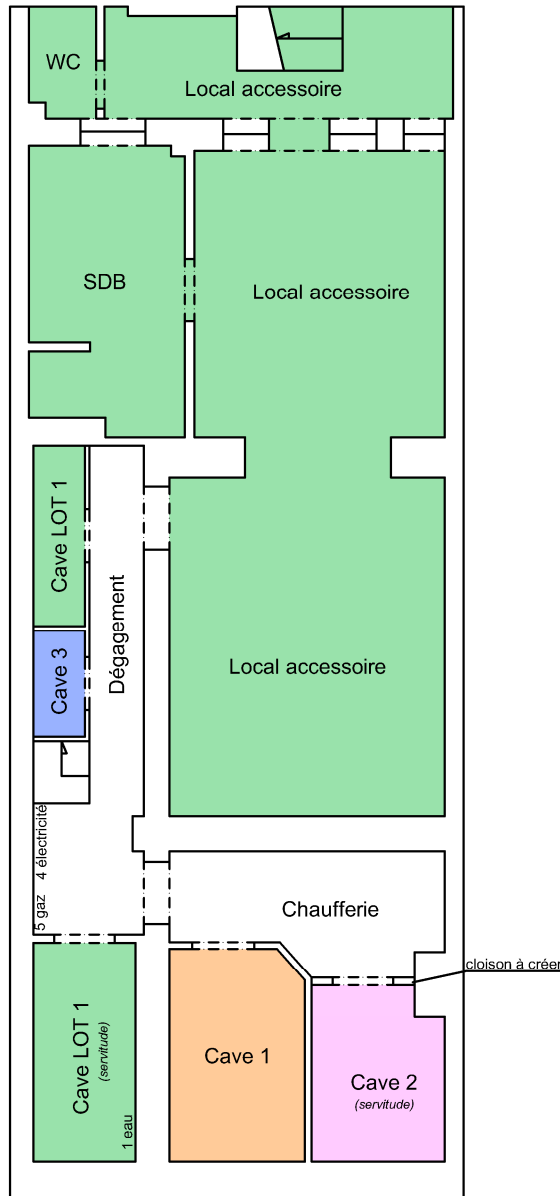 WC
Local accessoire
SDB
Local accessoire
Cave LOT 1
Dégagement
Cave 3
Local accessoire
4 électricité
5 gaz
Chaufferie
cloison à créer
Cave LOT 1
(servitude)
1 eau
Cave 1
Cave 2
(servitude)